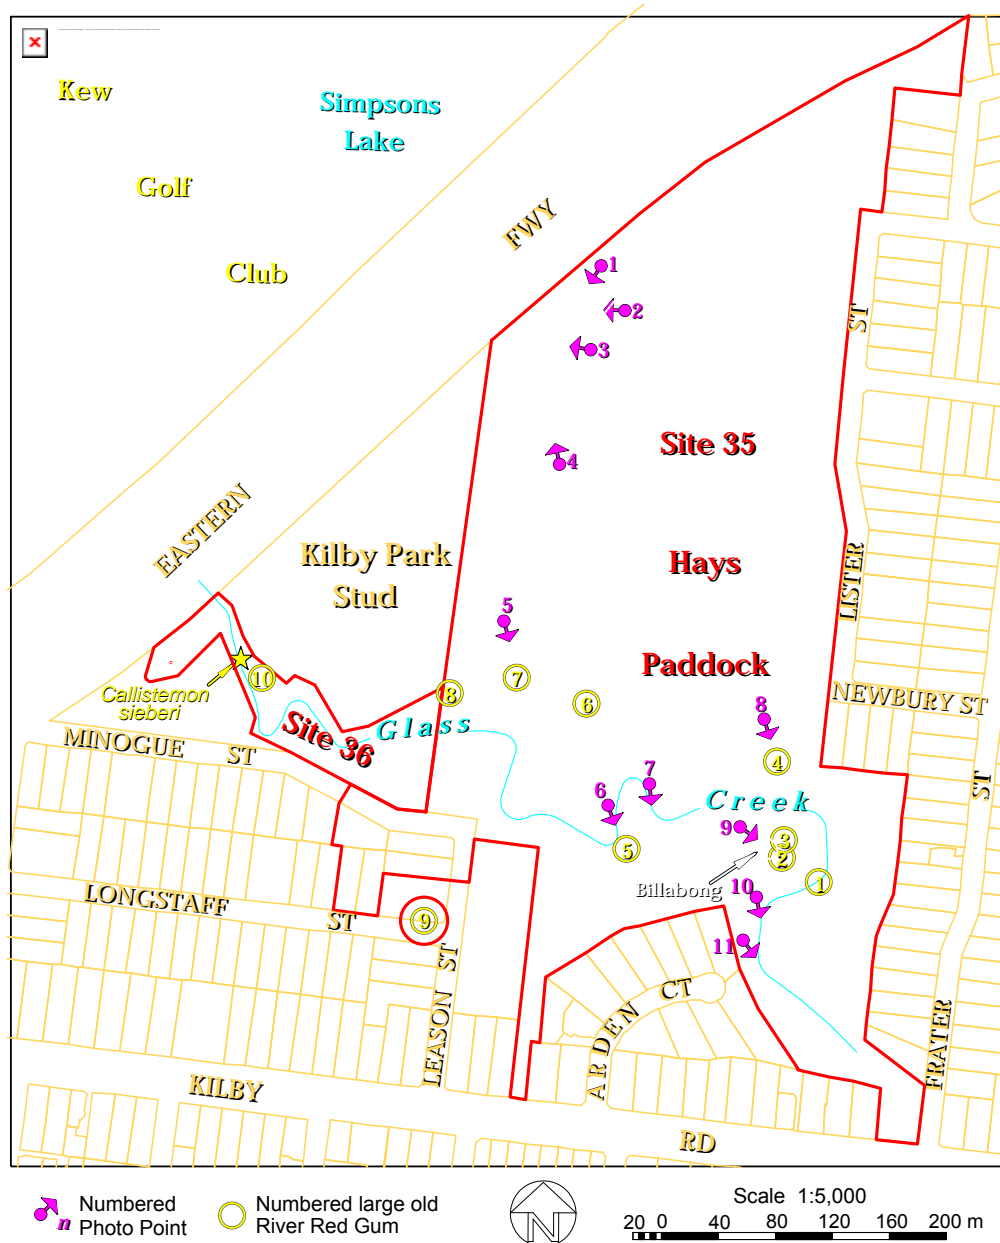 Kew
Simpsons
Lake
Golf
Club
FWY
1
2
3
ST
Site 35
4
EASTERN
Kilby Park
Stud
Hays
LISTER
5
Paddock
7
10
8
6
Callistemon
sieberi
NEWBURY ST
8
Site 36
Glass
MINOGUE ST
4
7
6
Creek
ST
9
3
5
2
Billabong
10
1
LONGSTAFF
ST
9
11
LEASON ST
ARDEN CT
FRATER
KILBY
RD
n
Numbered
Photo Point
Numbered large old
River Red Gum
N
Scale 1:5,000
20 0 40 80 120 160 200 m